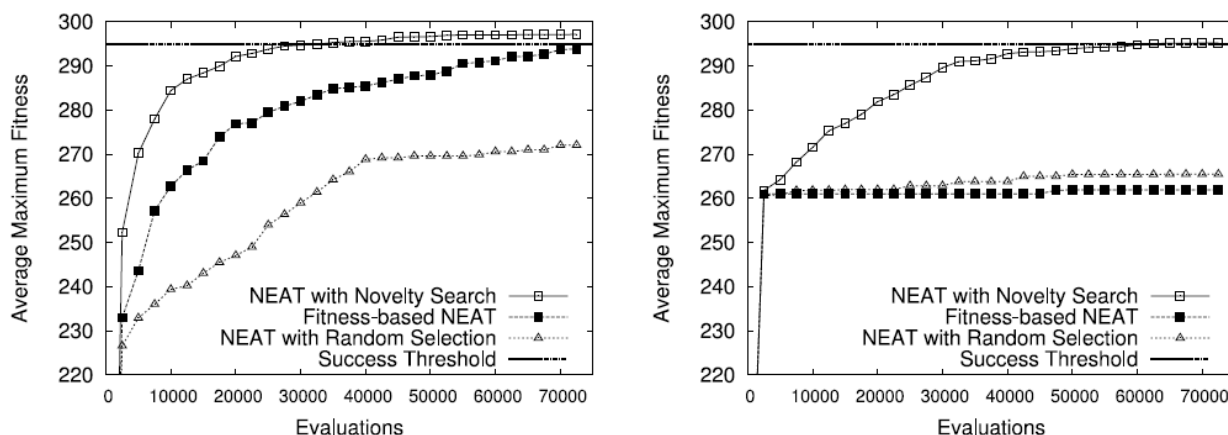 300
290
280
270
260
250
240
230
220
Average Maximum Fitness
NEAT with Novelty Search
Fitness-based NEAT
NEAT with Random Selection
Success Threshold
0 10000 20000 30000 40000 50000 60000 70000
Evaluations
300
290
280
270
260
250
240
230
220
Average Maximum Fitness
NEAT with Novelty Search
Fitness-based NEAT
NEAT with Random Selection
Success Threshold
0 10000 20000 30000 40000 50000 60000 70000
Evaluations